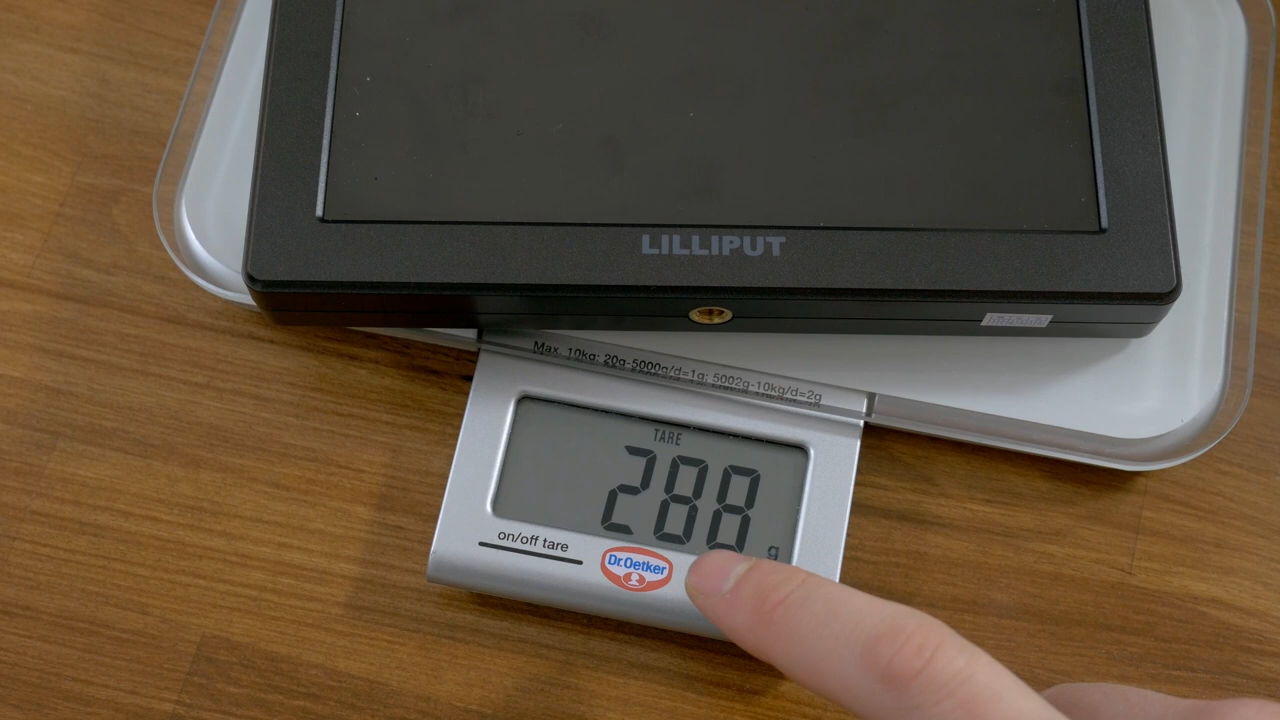 LILLIPUT
Max. 10kg: 20g-5000g/d=1g; 5002g-10kg/d=2g
TARE
288
g
on/off tare
Dr.Oetker